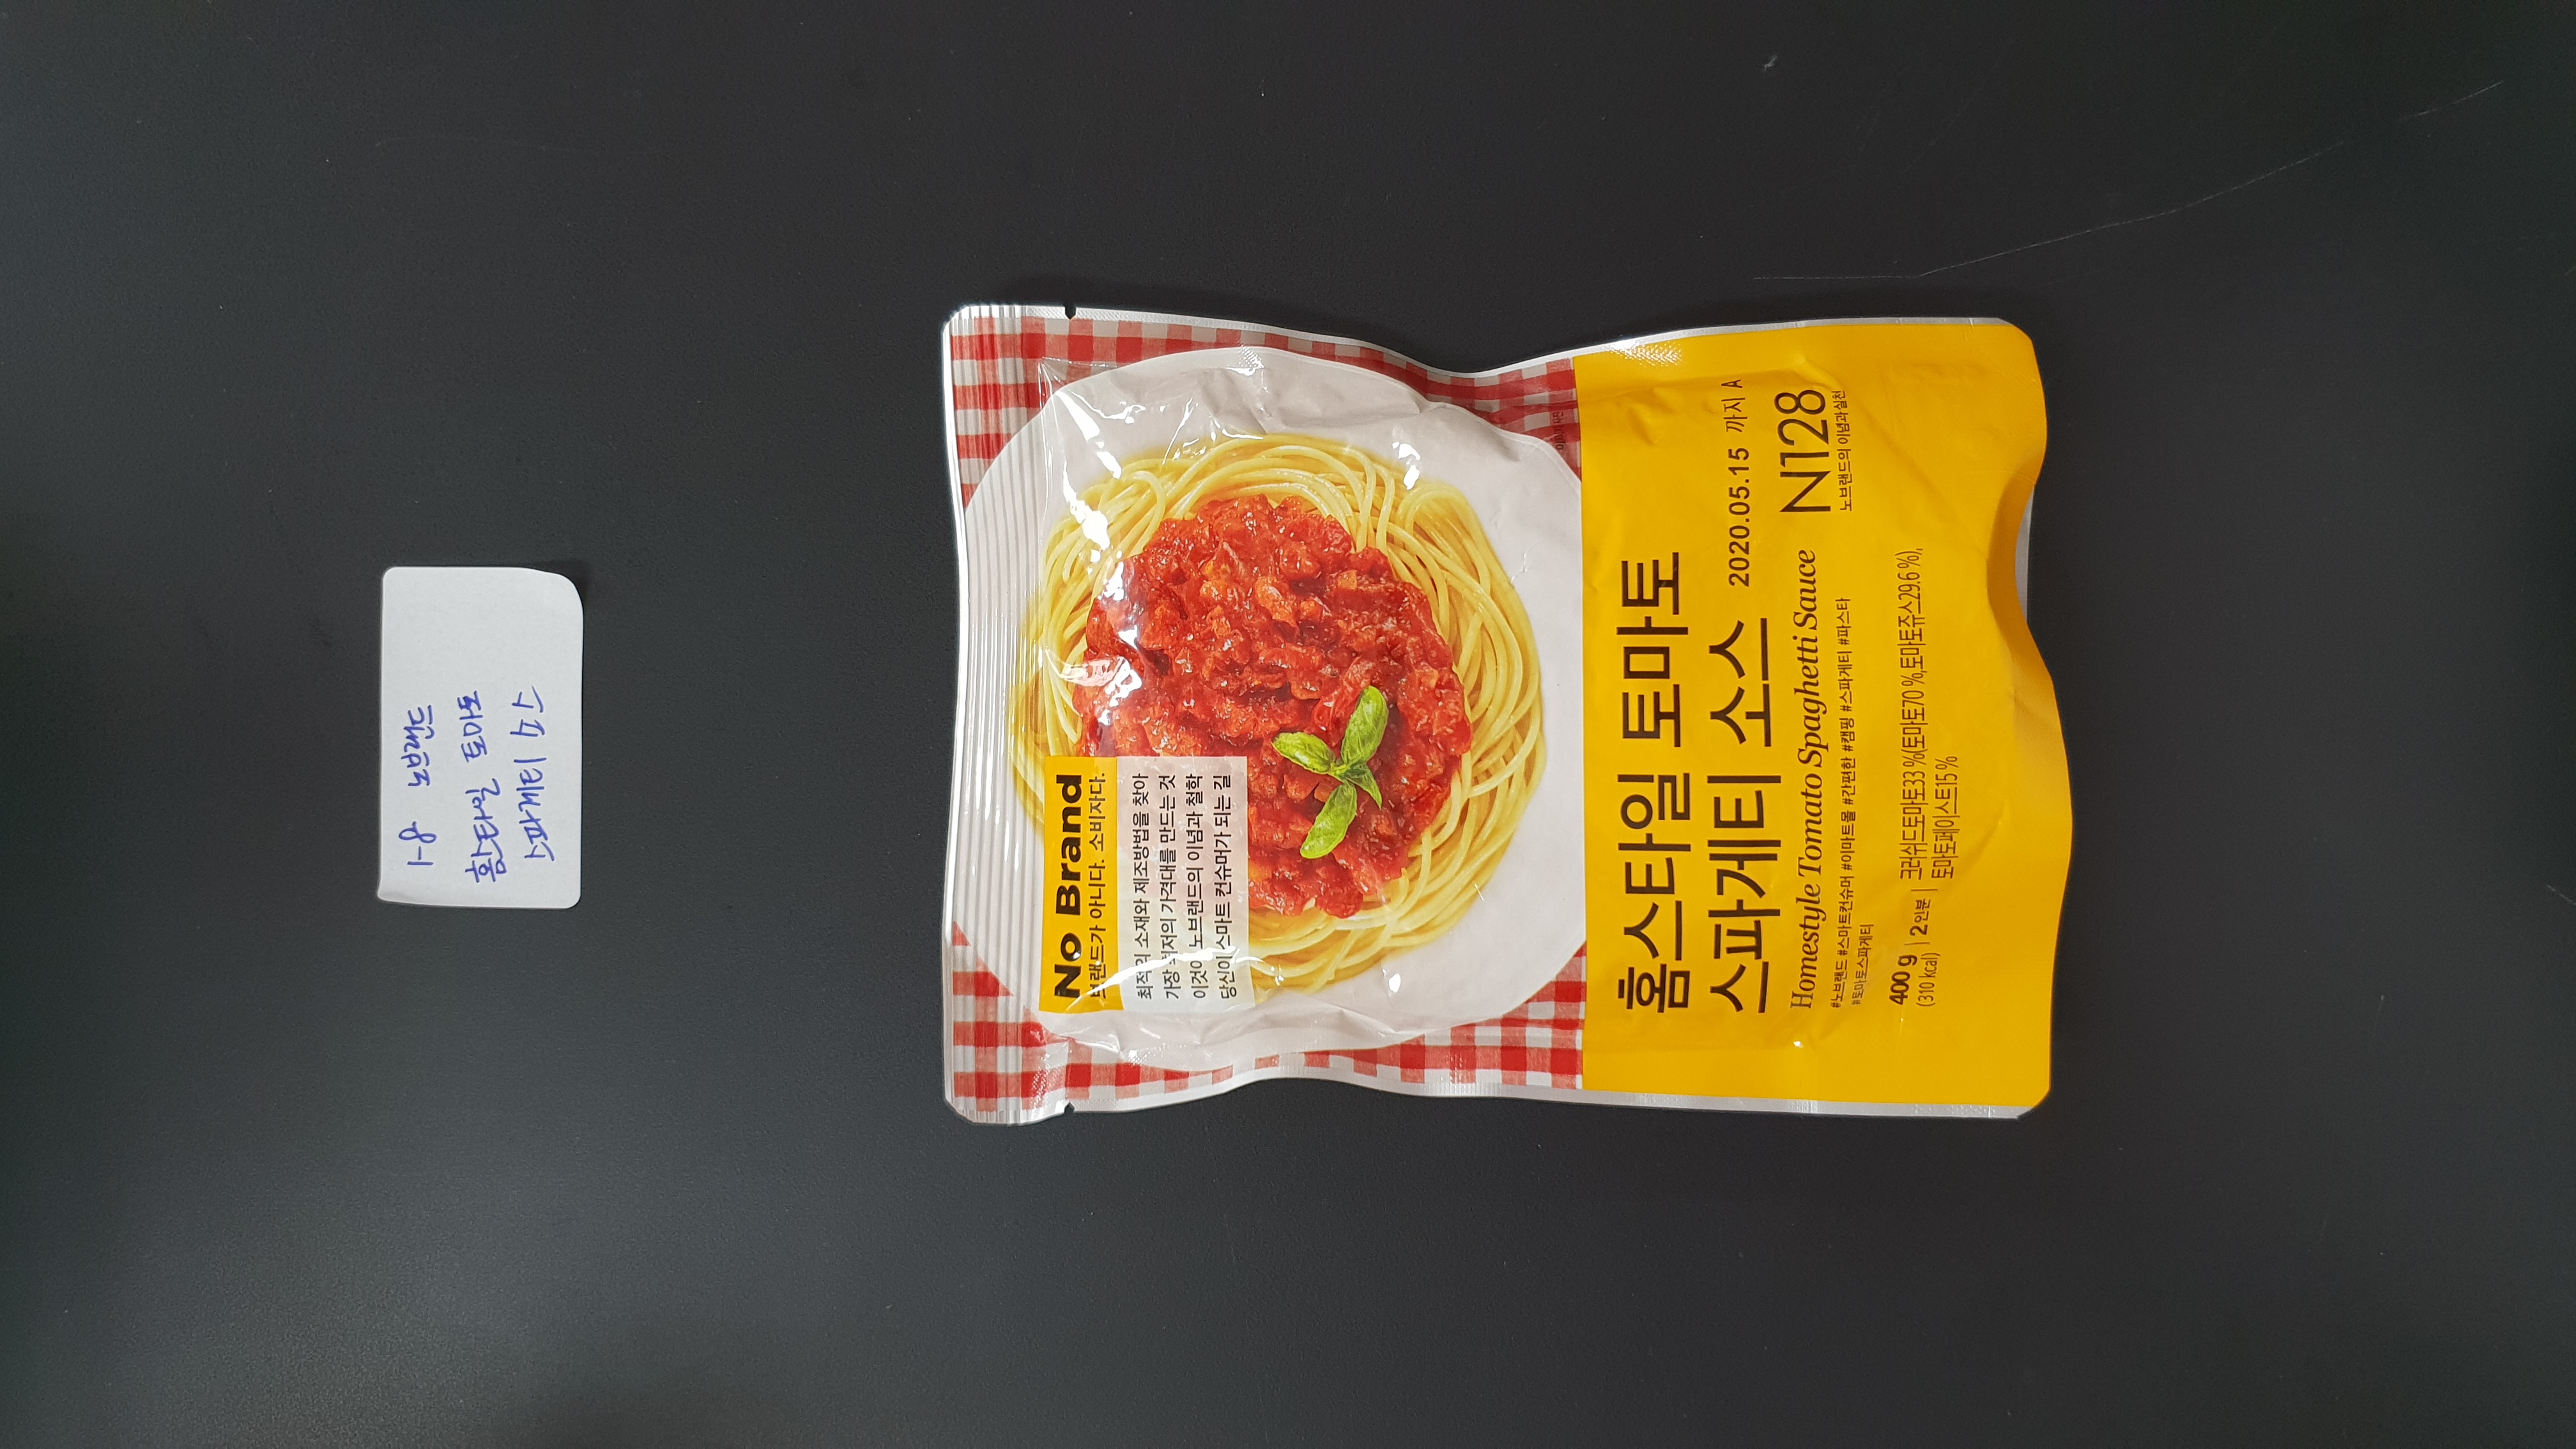 1-8 노브랜드
홈스타일 토마토
스파게티 소스
No Brand
브랜드가 아니다. 소비자다.
최적의 소재와 제조방법을 찾아
가장 최저의 가격대를 만드는 것
이것이 노브랜드의 이념과 철학
당신이 스마트 컨슈머가 되는 길
이미지 사진
홈스타일 토마토
스파게티 소스
2020.05.15 까지 A
Homestyle Tomato Spaghetti Sauce
N128
노브랜드의 이념과 실천
#노브랜드 #스마트컨슈머 #이마트몰 #간편한 #캠핑 #스파게티 #파스타
#토마토스파게티
400 g
(310 kcal)
2인분
크러쉬드토마토33 %(토마토70 %,토마토쥬스29.6 %),
토마토페이스트15 %